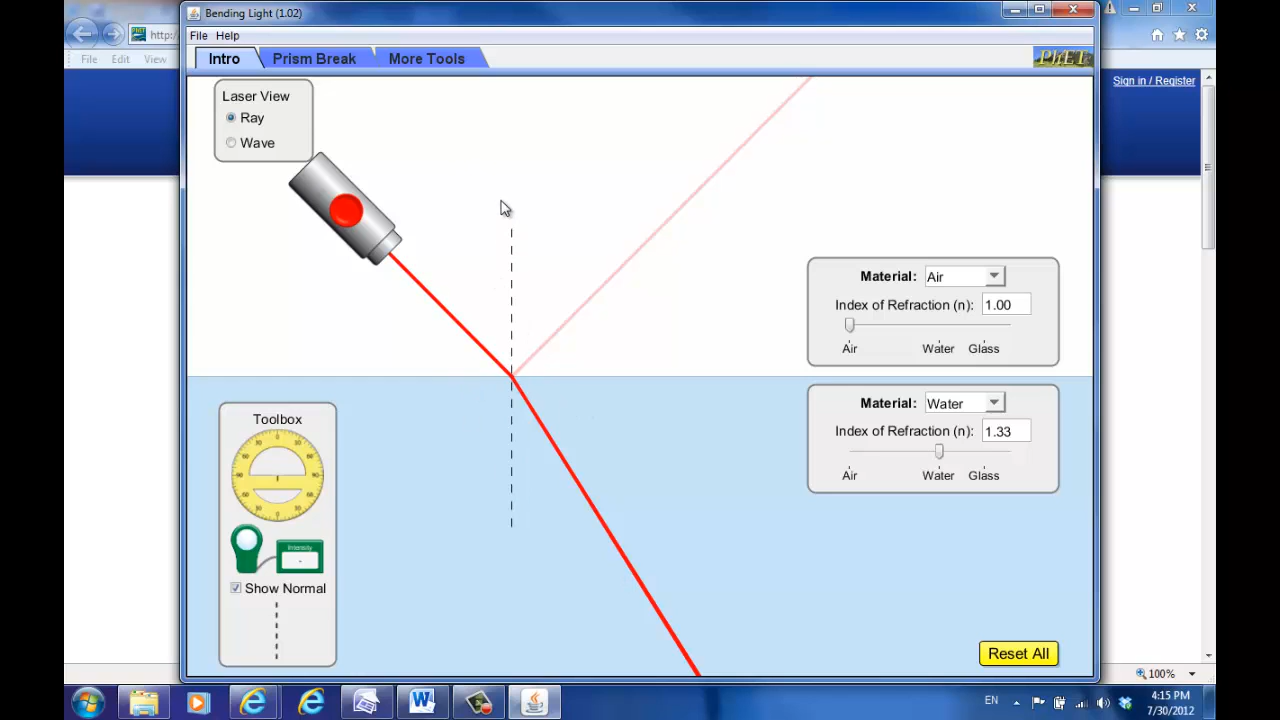 Bending Light (1.02)
http:/
File Edit View
Sign in / Register
File Help
Intro Prism Break More Tools
PhET
Laser View
Ray
Wave
Material: Air
Index of Refraction (n): 1.00
Air Water Glass
Material: Water
Index of Refraction (n): 1.33
Air Water Glass
Toolbox
Intensity
-
Show Normal
Reset All
100%
EN
4:15 PM
7/30/2012